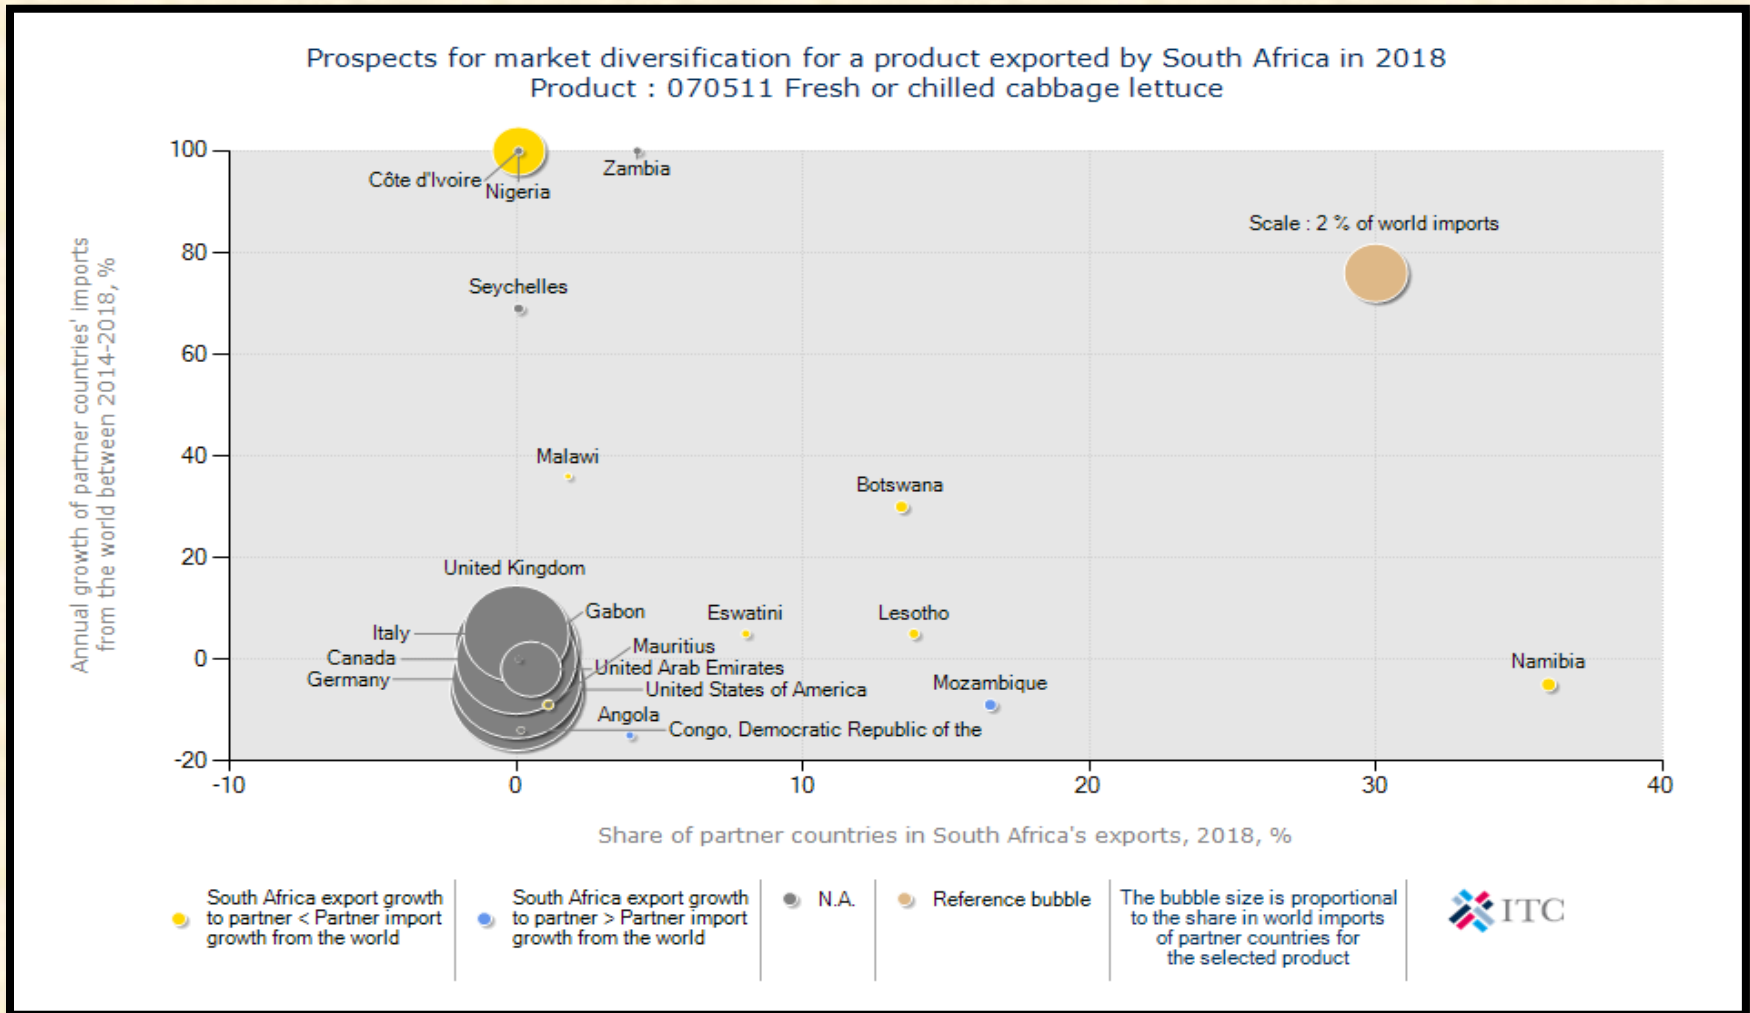 Prospects for market diversification for a product exported by South Africa in 2018
Product : 070511 Fresh or chilled cabbage lettuce
Annual growth of partner countries' imports
from the world between 2014-2018, %
100
80
60
40
20
0
-20
Côte d'Ivoire
Nigeria
Zambia
Scale : 2 % of world imports
Seychelles
Malawi
Botswana
United Kingdom
Gabon
Eswatini
Lesotho
Italy
Mauritius
Canada
United Arab Emirates
Namibia
Germany
United States of America
Mozambique
Angola
Congo, Democratic Republic of the
-10
0
10
20
30
40
Share of partner countries in South Africa's exports, 2018, %
South Africa export growth
to partner < Partner import
growth from the world
South Africa export growth
to partner > Partner import
growth from the world
N.A.
Reference bubble
The bubble size is proportional
to the share in world imports
of partner countries for
the selected product
ITC